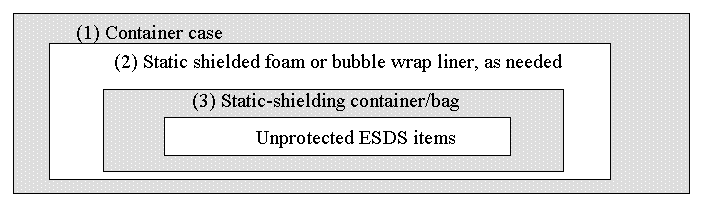 (1) Container case
(2) Static shielded foam or bubble wrap liner, as needed
(3) Static-shielding container/bag
Unprotected ESDS items